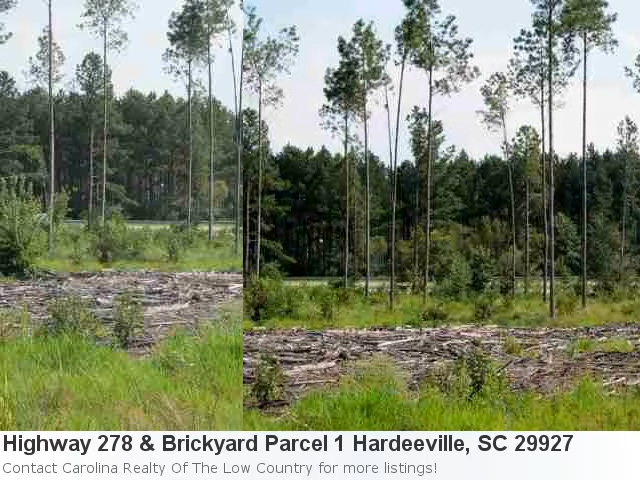 Highway 278 & Brickyard Parcel 1 Hardeeville, SC 29927
Contact Carolina Realty Of The Low Country for more listings!